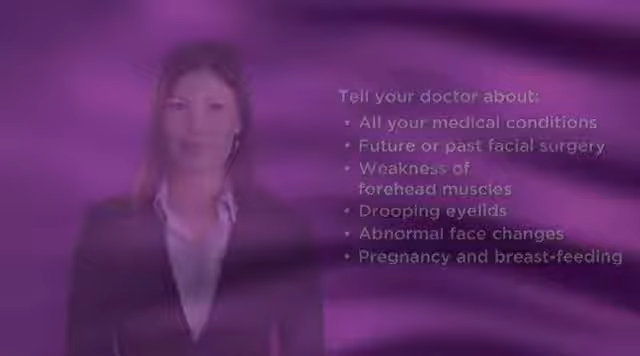 Tell your doctor about:
• All your medical conditions
• Future or past facial surgery
• Weakness of
forehead muscles
• Drooping eyelids
• Abnormal face changes
• Pregnancy and breast-feeding